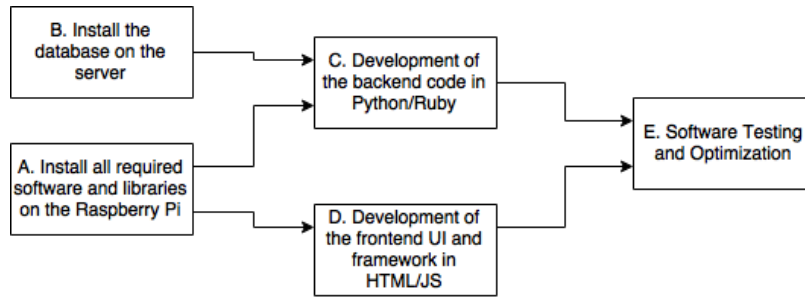 B. Install the
database on the
server
C. Development of
the backend code in
Python/Ruby
A. Install all required
software and libraries
on the Raspberry Pi
D. Development of
the frontend UI and
framework in
HTML/JS
E. Software Testing
and Optimization